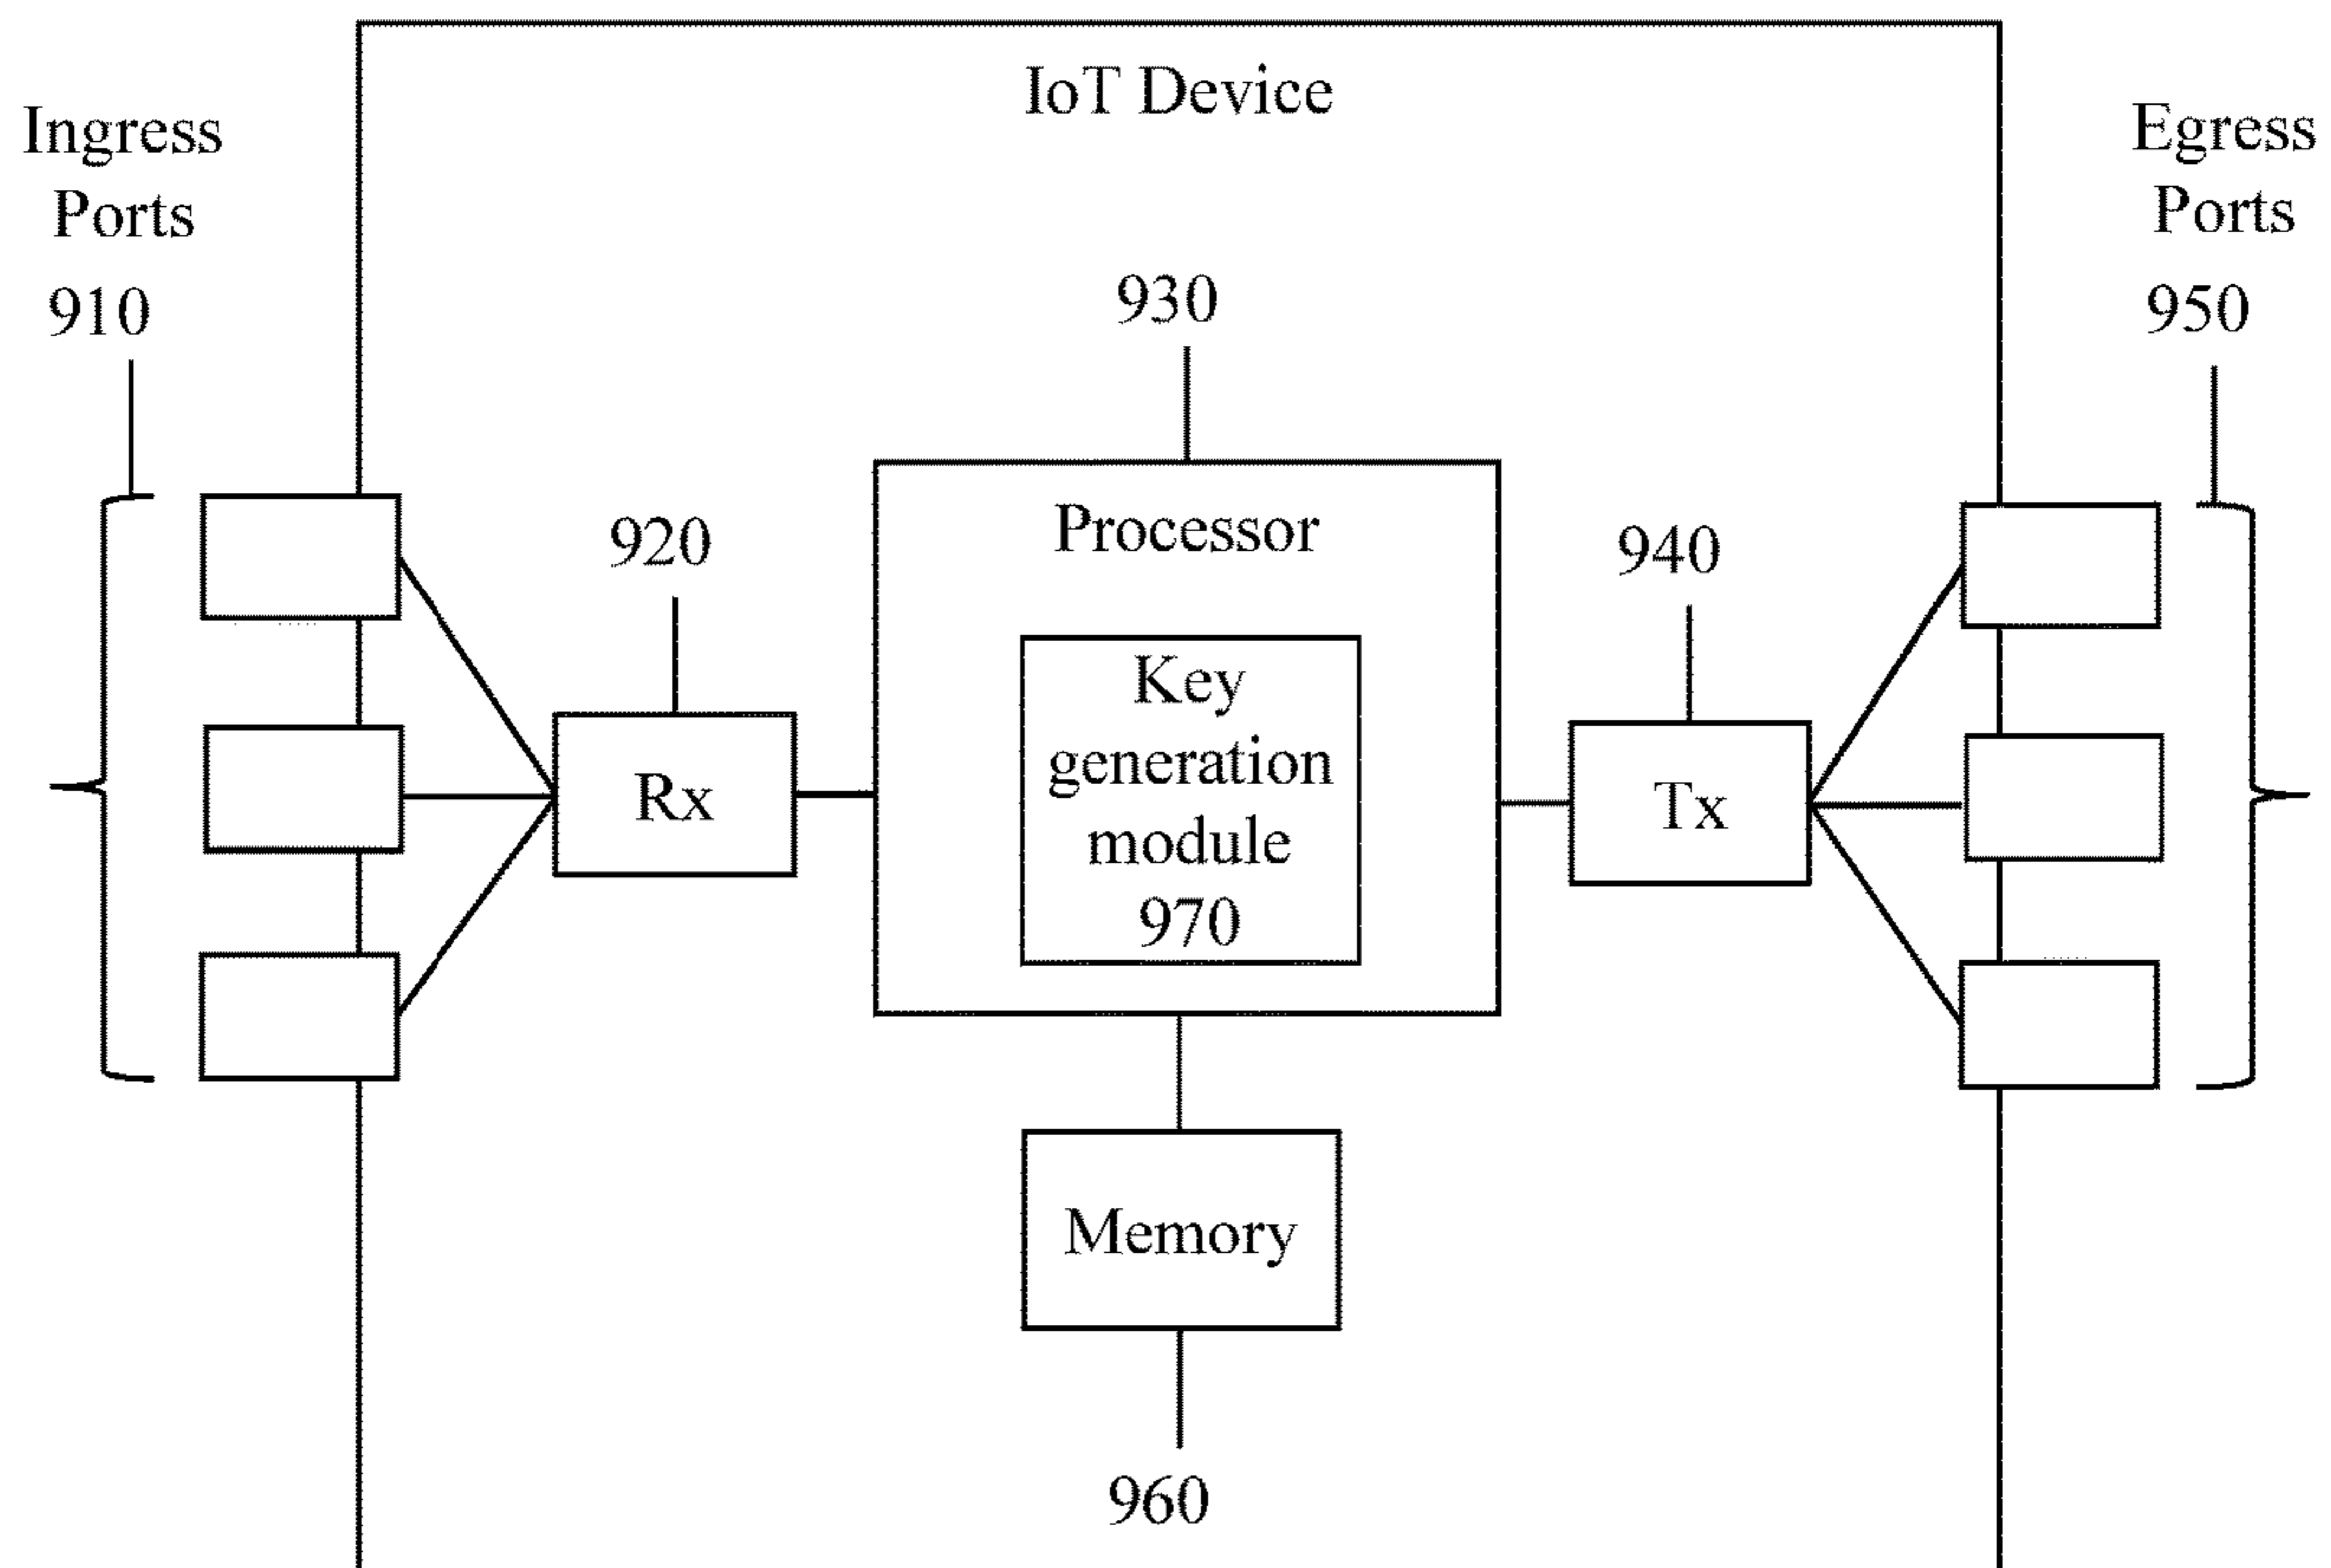 IoT Device
Ingress
Ports
910
Egress
Ports
950
930
920
940
Processor
Key
generation
module
970
Rx
Tx
Memory
960